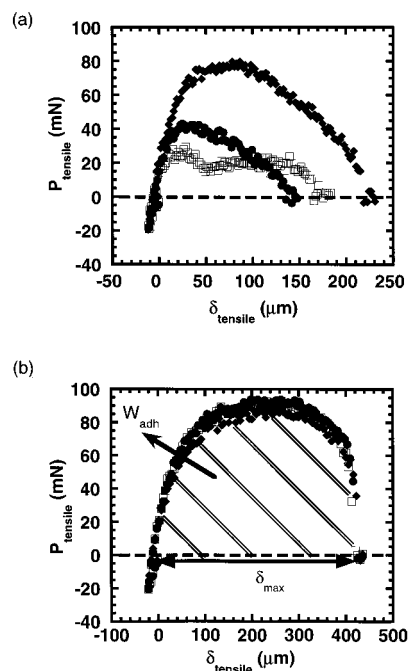 (a)
100
80
60
40
20
0
-20
-40
P_tensile (mN)
-50 0 50 100 150 200 250
δ_tensile (μm)
(b)
100
80
60
40
20
0
-20
-40
P_tensile (mN)
W_adh
δ_max
-100 0 100 200 300 400 500
δ_tensile (μm)